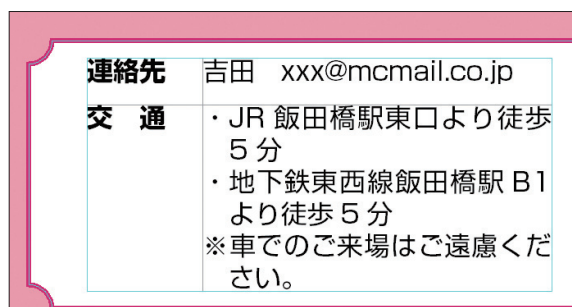 連絡先　吉田　xxx@mcmail.co.jp
交　通　・JR 飯田橋駅東口より徒歩
5 分
・地下鉄東西線飯田橋駅 B1
より徒歩 5 分
※車でのご来場はご遠慮くだ
さい。